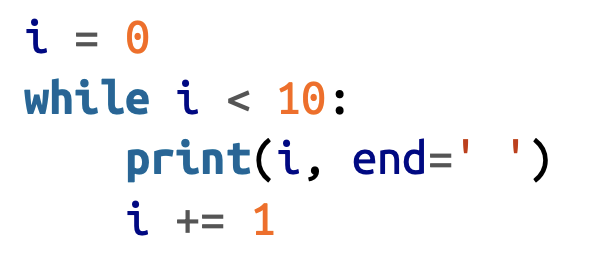 i = 0
while i < 10:
    print(i, end=' ')
    i += 1